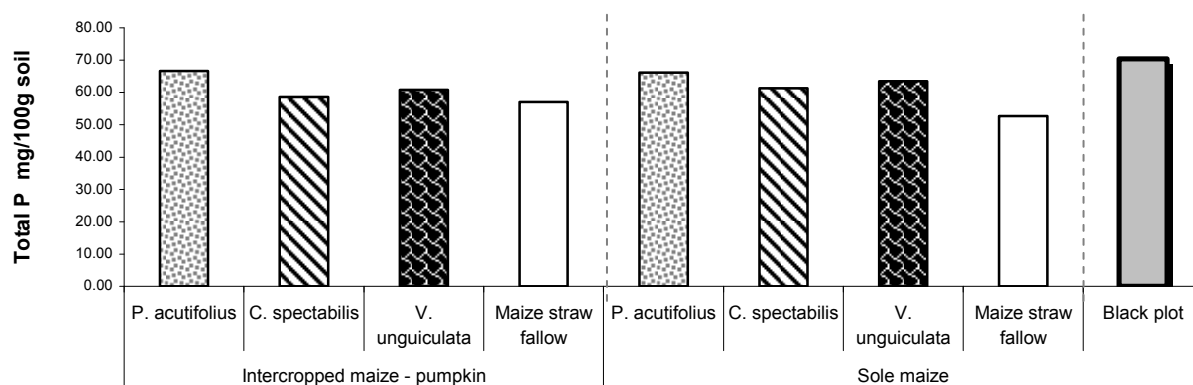 Total P mg/100g soil
80.00
70.00
60.00
50.00
40.00
30.00
20.00
10.00
0.00
P. acutifolius
C. spectabilis
V.
unguiculata
Maize straw
fallow
P. acutifolius
C. spectabilis
V.
unguiculata
Maize straw
fallow
Black plot
Intercropped maize - pumpkin
Sole maize